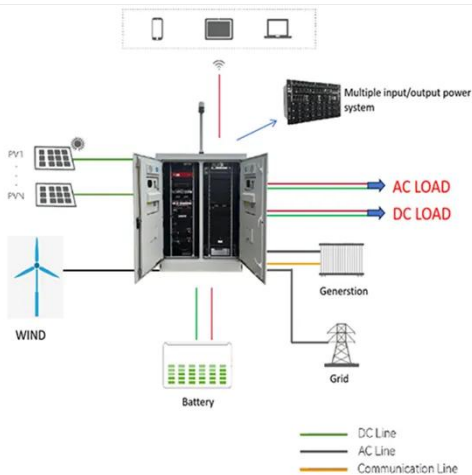 Multiple input/output power
system
PV1
PVN
AC LOAD
DC LOAD
Generstion
WIND
Grid
Battery
DC Line
AC Line
Communication Line